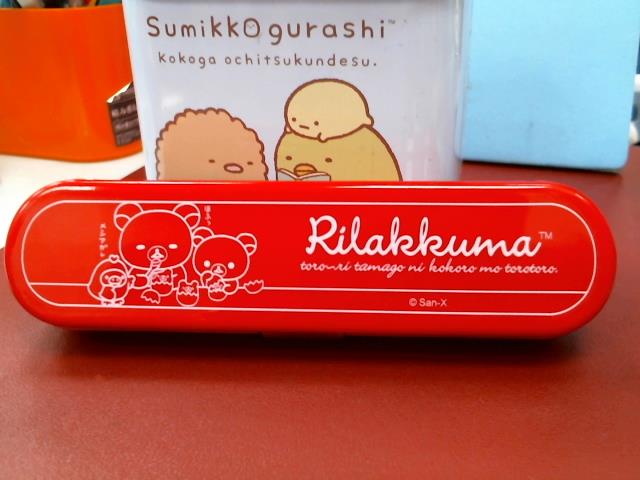 Sumikkogurashi™
kokoga ochitsukundesu.
Rilakkuma™
toro~ri tamago ni kokoro mo torotoro.
© San-X